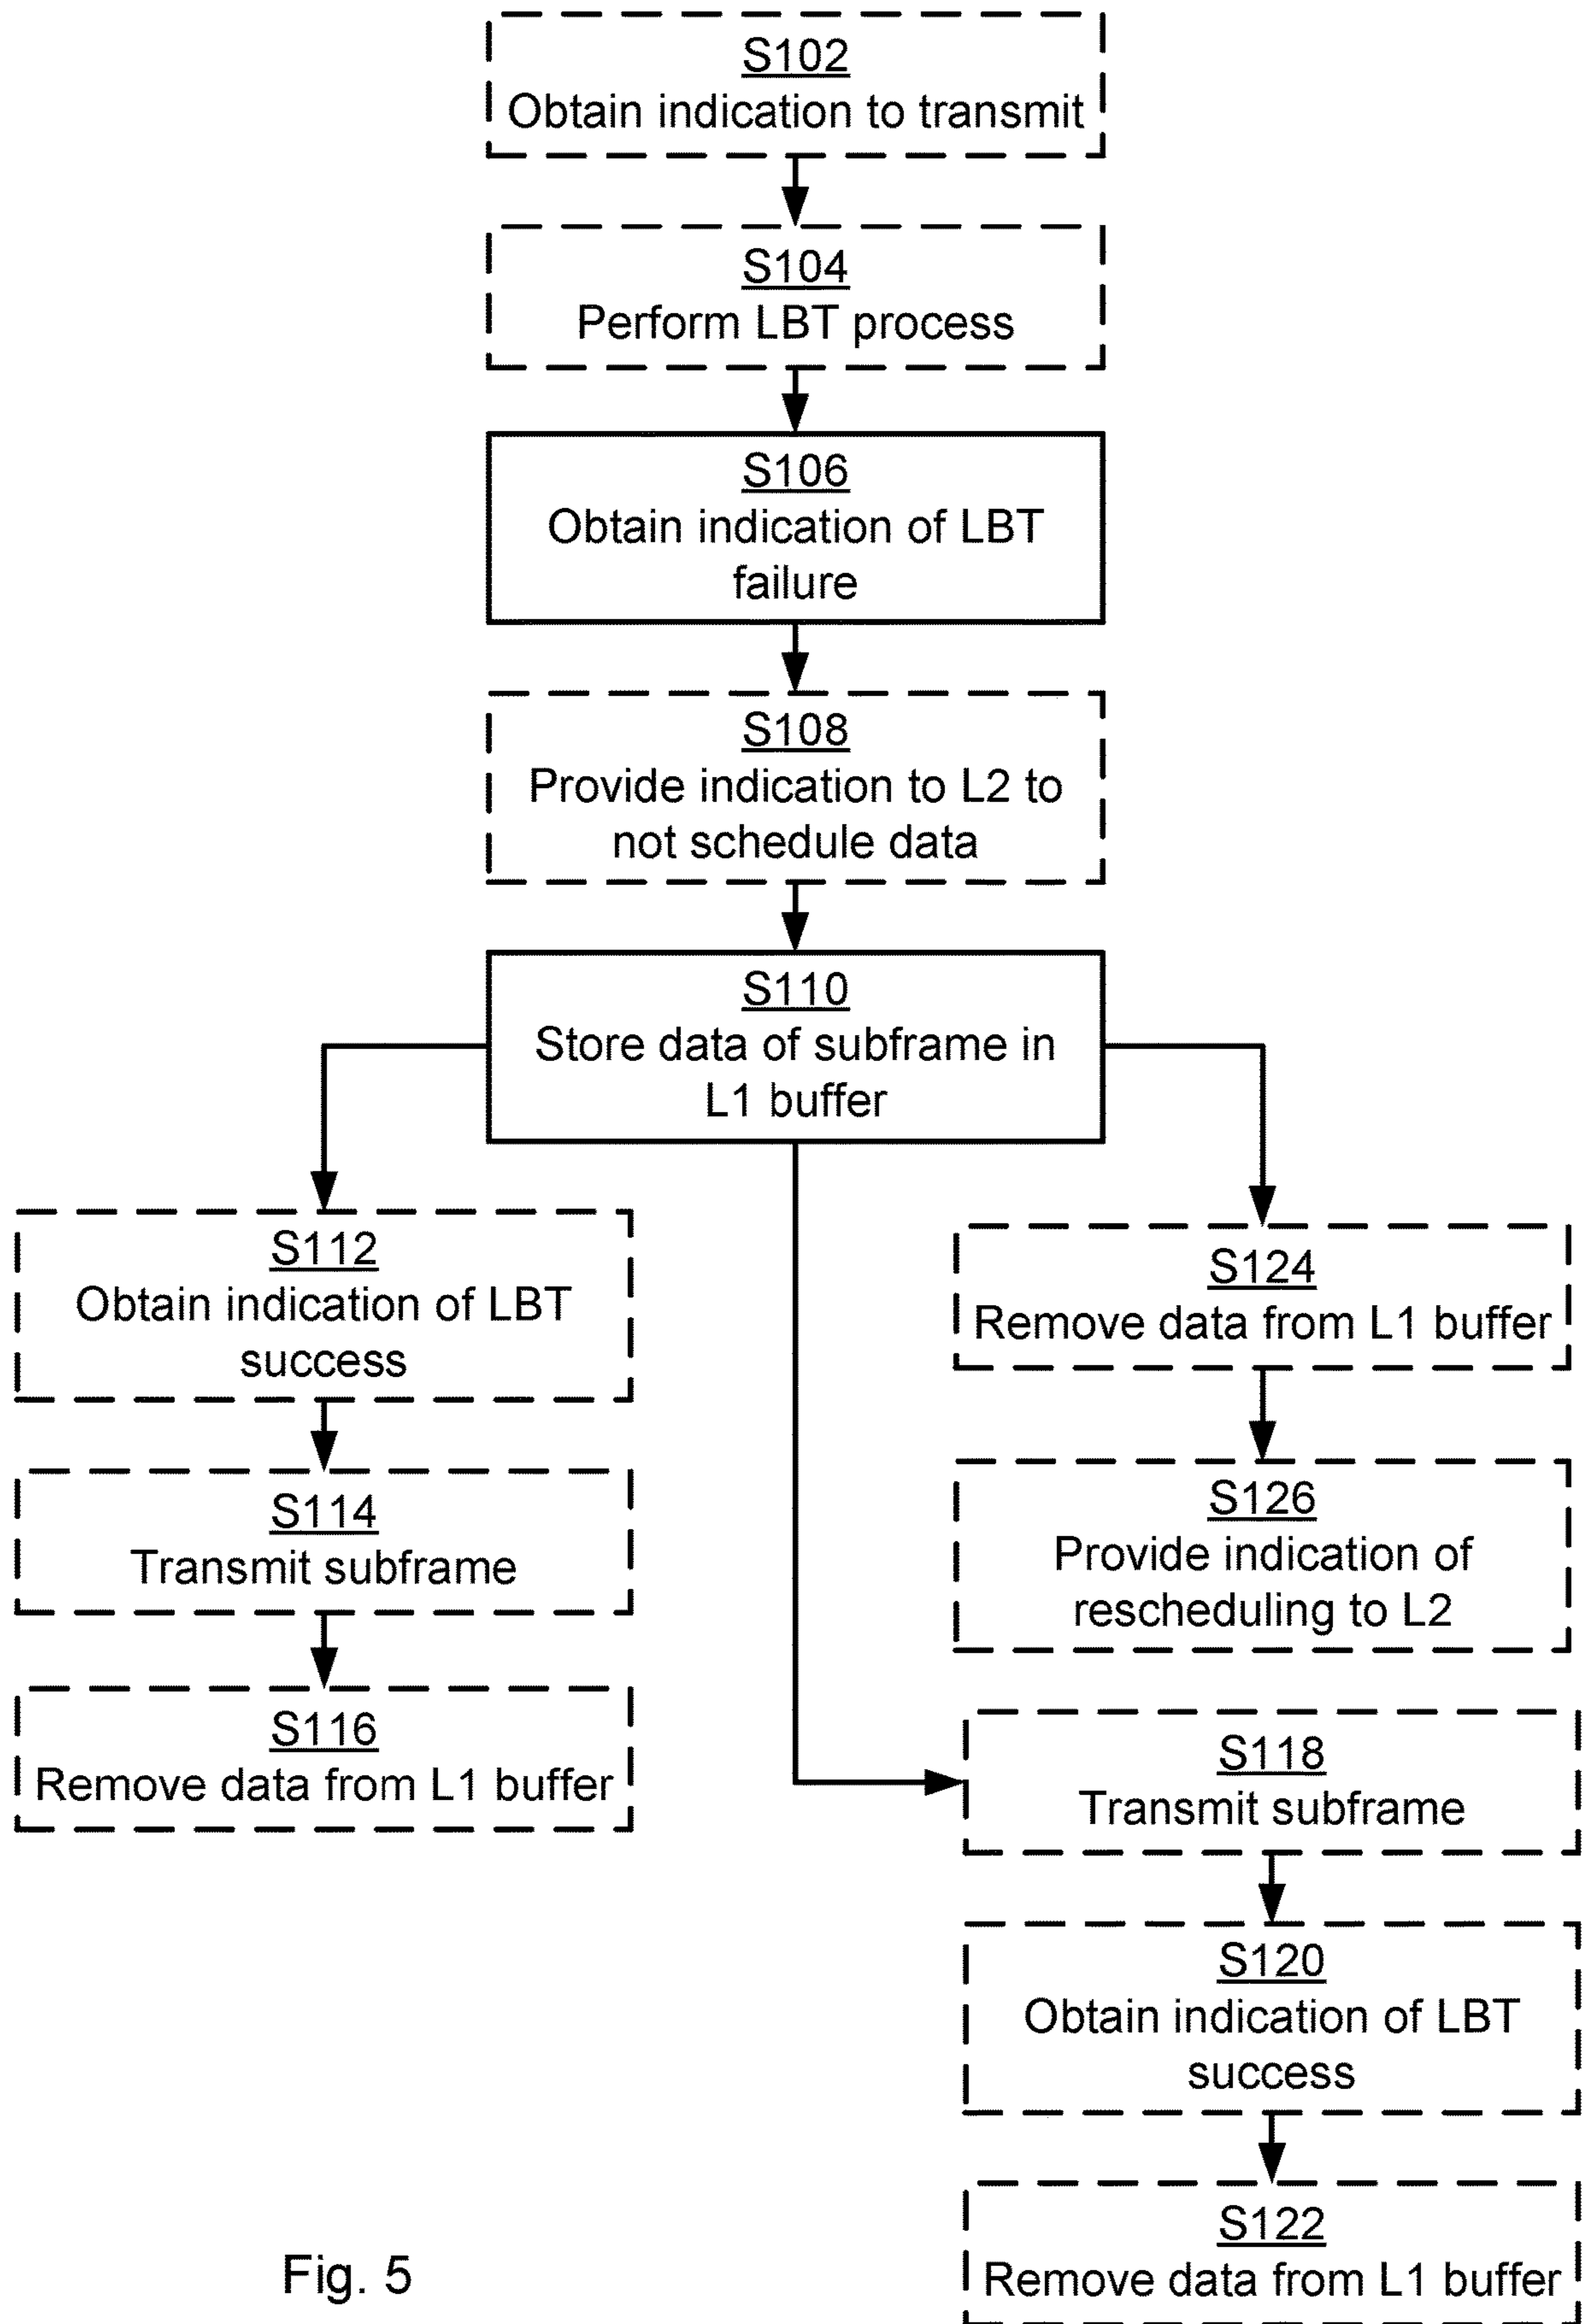 S102
Obtain indication to transmit
S104
Perform LBT process
S106
Obtain indication of LBT
failure
S108
Provide indication to L2 to
not schedule data
S110
Store data of subframe in
L1 buffer
S112
Obtain indication of LBT
success
S114
Transmit subframe
S116
Remove data from L1 buffer
S124
Remove data from L1 buffer
S126
Provide indication of
rescheduling to L2
S118
Transmit subframe
S120
Obtain indication of LBT
success
S122
Remove data from L1 buffer
Fig. 5